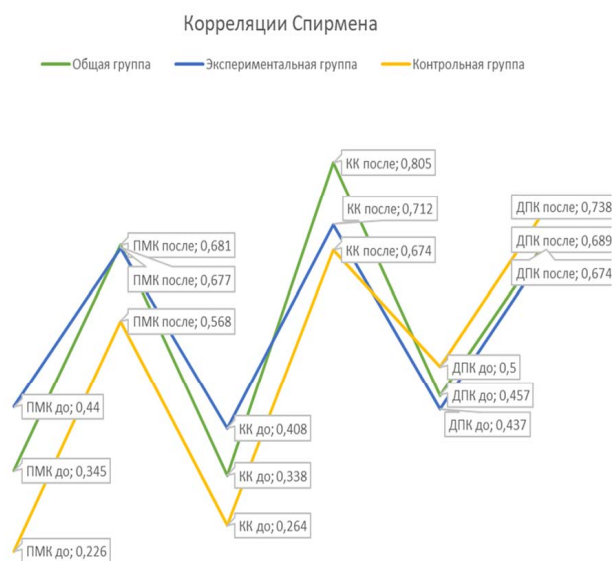 Корреляции Спирмена
Общая группа
Экспериментальная группа
Контрольная группа
КК после; 0,805
КК после; 0,712
КК после; 0,674
ДПК после; 0,738
ДПК после; 0,689
ДПК после; 0,674
ПМК после; 0,681
ПМК после; 0,677
ПМК после; 0,568
ДПК до; 0,5
ДПК до; 0,457
ДПК до; 0,437
ПМК до; 0,44
ПМК до; 0,345
ПМК до; 0,226
КК до; 0,408
КК до; 0,338
КК до; 0,264